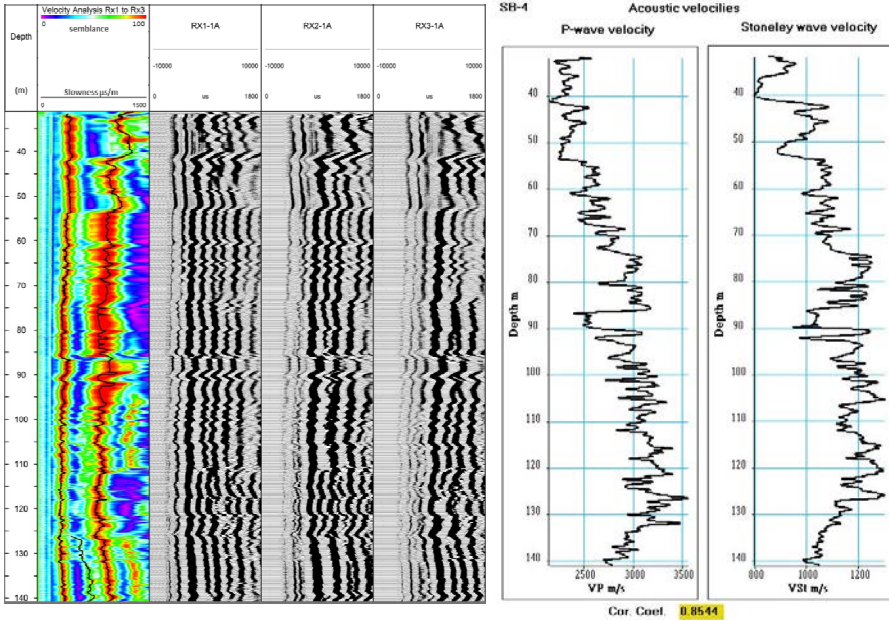 Velocity Analysis Rx1 to Rx3
0 100
semblance
Depth
(m)
Slowness µs/m
0 1500
RX1-1A
-10000 10000
0 us 1800
RX2-1A
-10000 10000
0 us 1800
RX3-1A
-10000 10000
0 us 1800
40
50
60
70
80
90
100
110
120
130
140
SB-4 Acoustic velocilies
P-wave velocity
Depth m
40
50
60
70
80
90
100
110
120
130
140
2500 3000 3500
VP m/s
Stoneley wave velocity
Depth m
40
50
60
70
80
90
100
110
120
130
140
800 1000 1200
VSt m/s
Cor. Coef. 0.8544